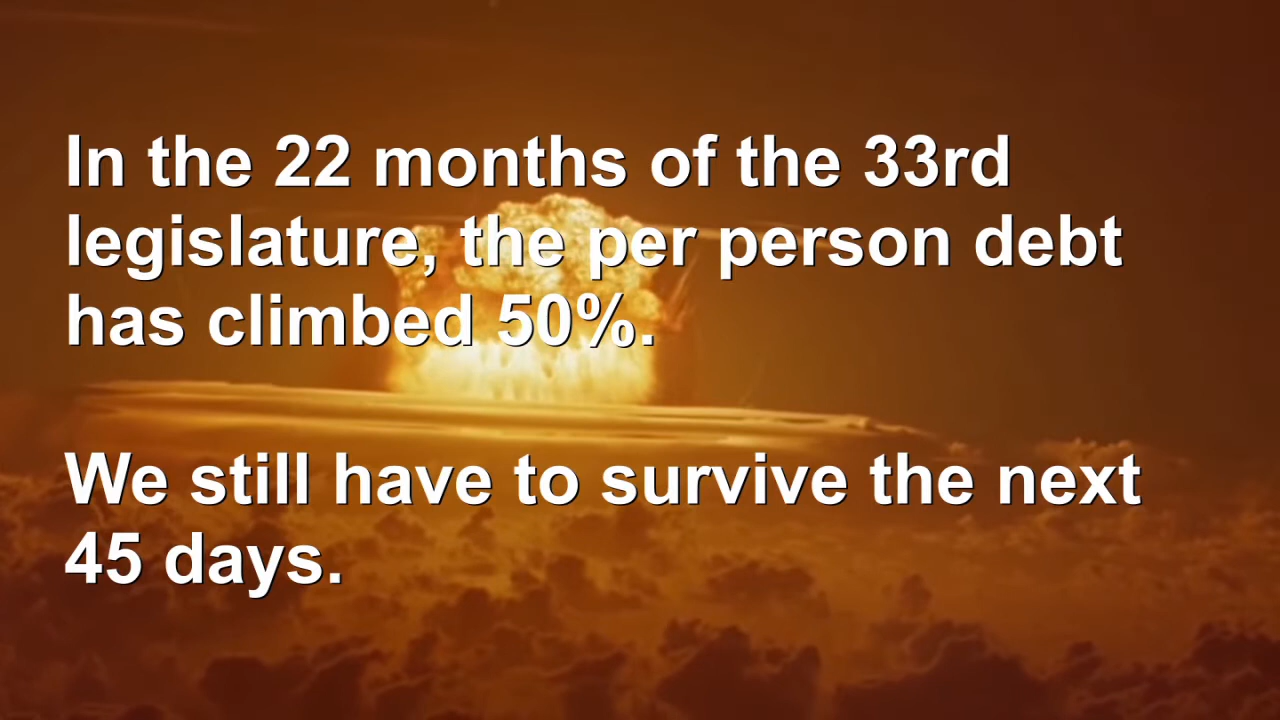 In the 22 months of the 33rd
legislature, the per person debt
has climbed 50%.
We still have to survive the next
45 days.